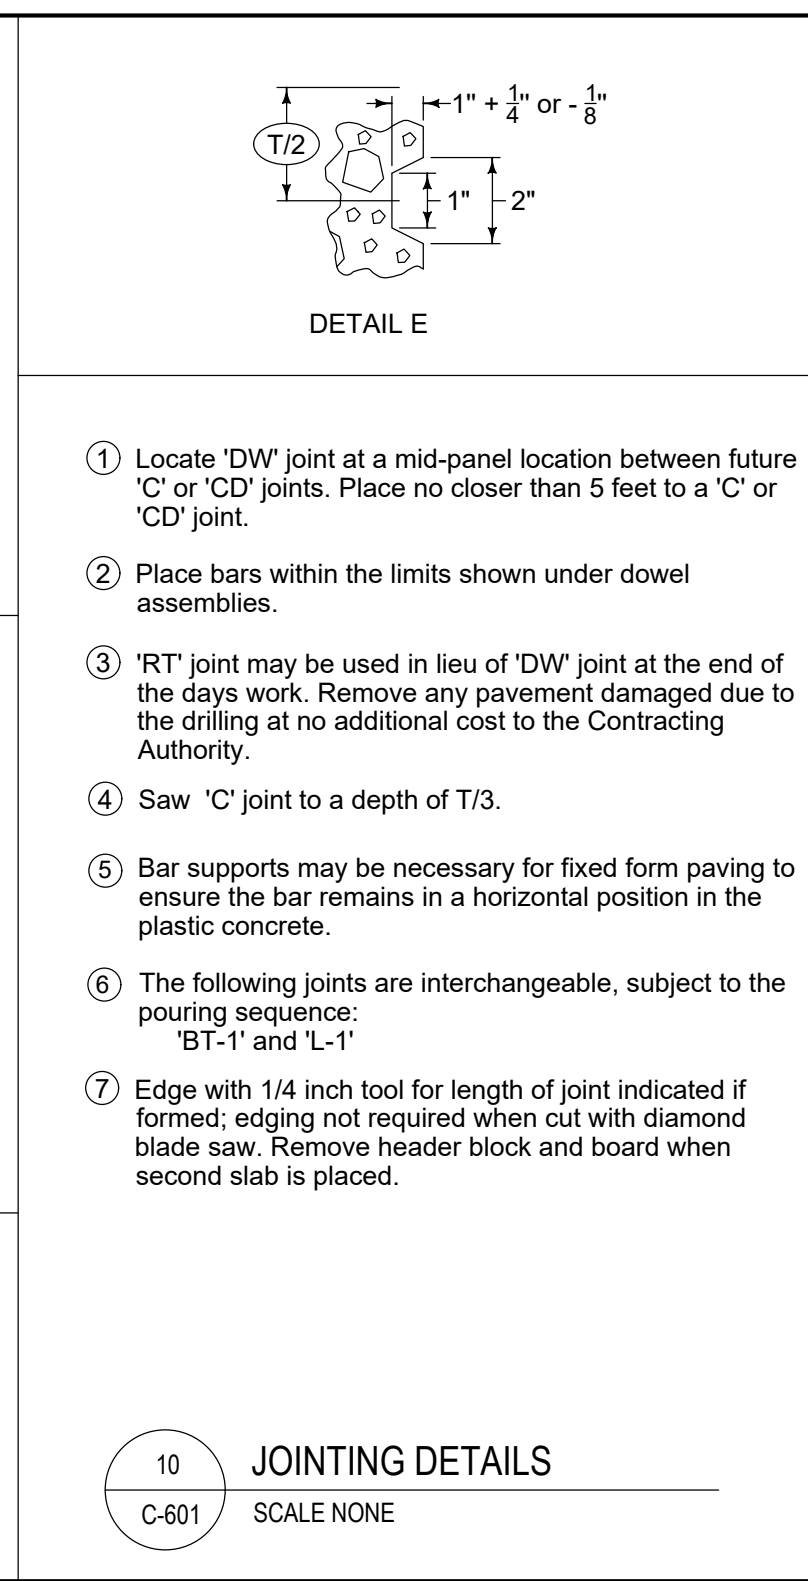 1" + 1/4" or - 1/8"
T/2
1"
2"
DETAIL E
1 Locate 'DW' joint at a mid-panel location between future
'C' or 'CD' joints. Place no closer than 5 feet to a 'C' or
'CD' joint.
2 Place bars within the limits shown under dowel
assemblies.
3 'RT' joint may be used in lieu of 'DW' joint at the end of
the days work. Remove any pavement damaged due to
the drilling at no additional cost to the Contracting
Authority.
4 Saw 'C' joint to a depth of T/3.
5 Bar supports may be necessary for fixed form paving to
ensure the bar remains in a horizontal position in the
plastic concrete.
6 The following joints are interchangeable, subject to the
pouring sequence:
'BT-1' and 'L-1'
7 Edge with 1/4 inch tool for length of joint indicated if
formed; edging not required when cut with diamond
blade saw. Remove header block and board when
second slab is placed.
10 JOINTING DETAILS
C-601 SCALE NONE